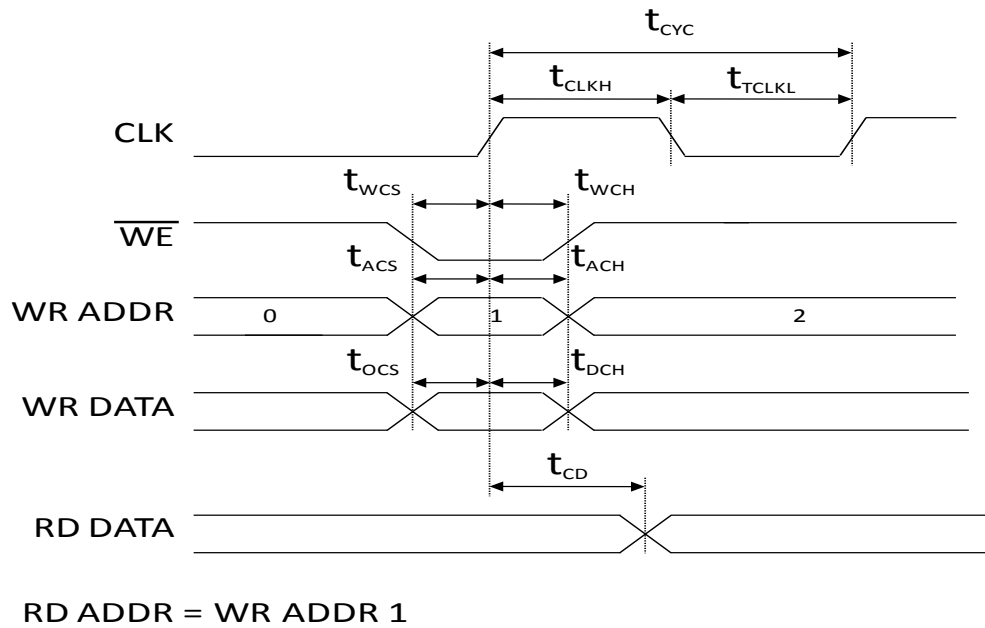 tCYC
tCLKH tTCLKL
CLK
tWCS tWCH
WE
tACS tACH
WR ADDR 0 1 2
tOCS tDCH
WR DATA
tCD
RD DATA
RD ADDR = WR ADDR 1